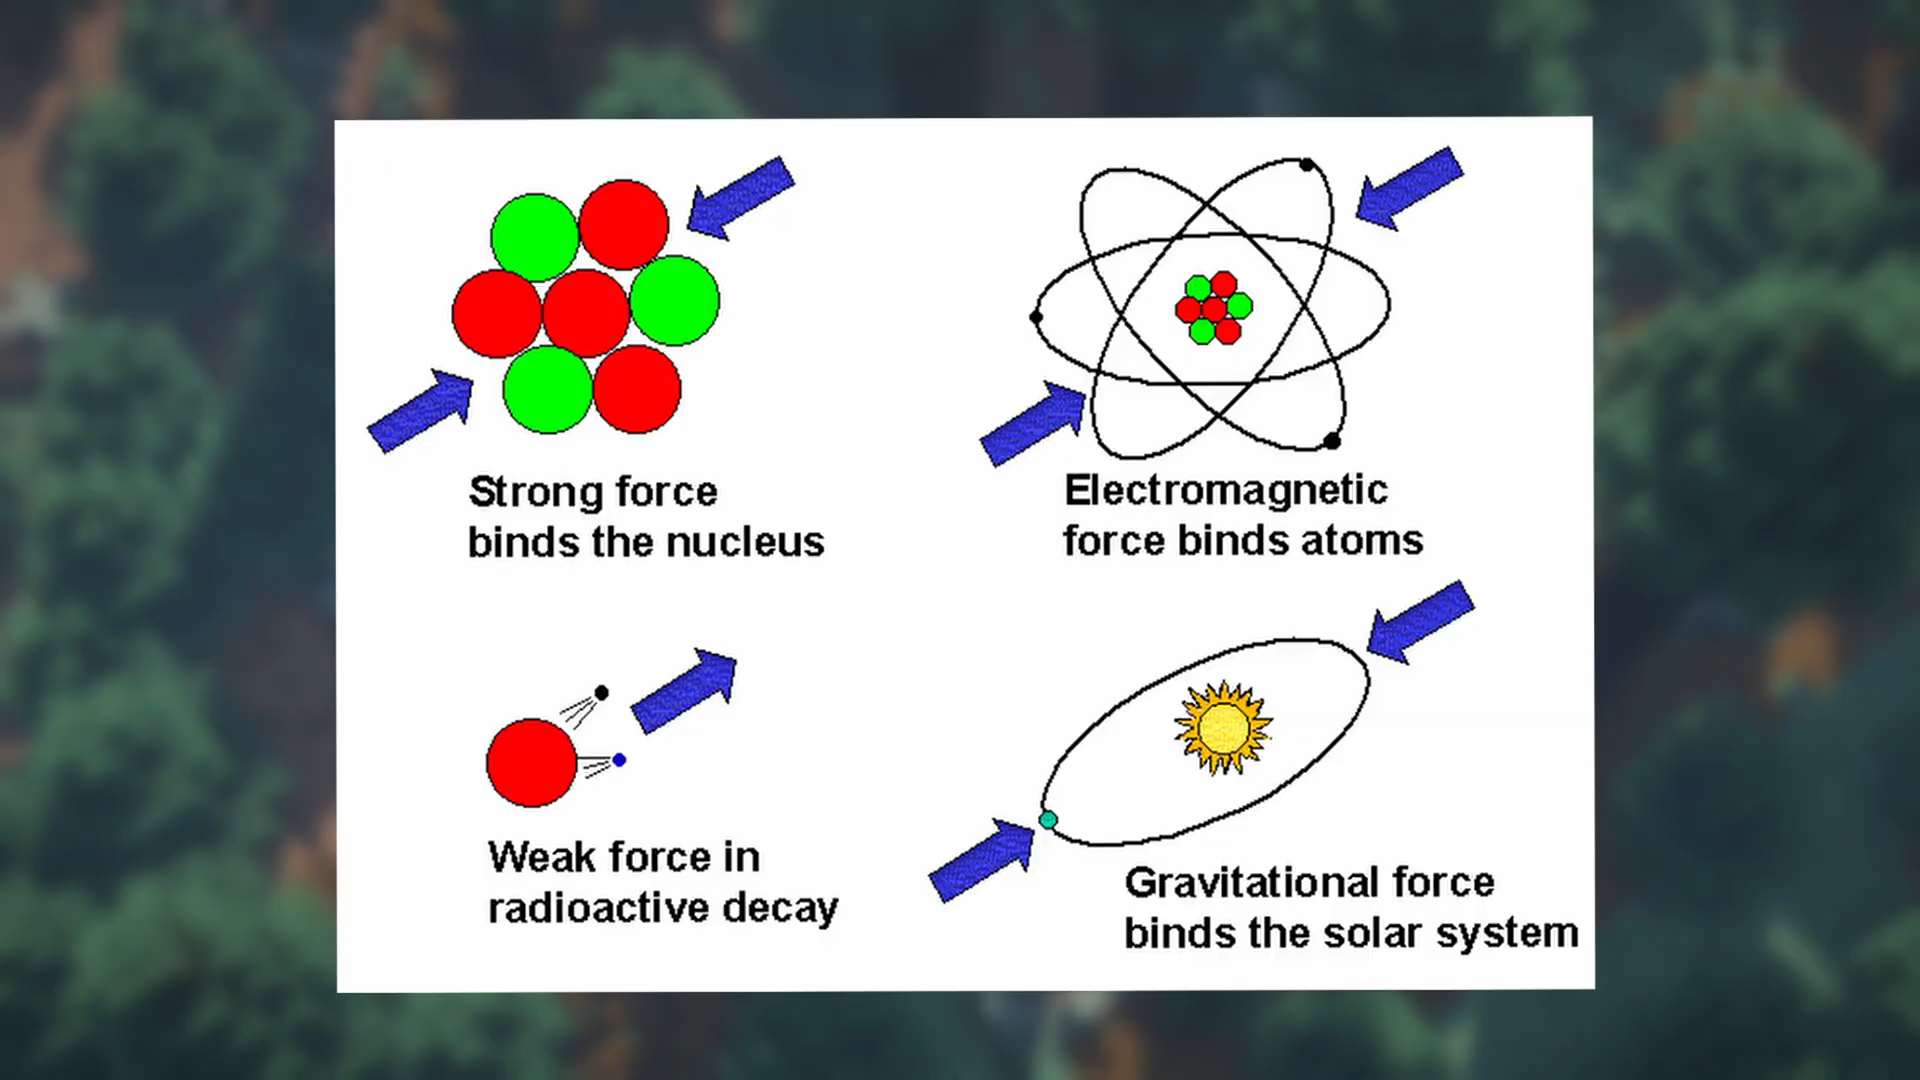 Strong force
binds the nucleus
Electromagnetic
force binds atoms
Weak force in
radioactive decay
Gravitational force
binds the solar system